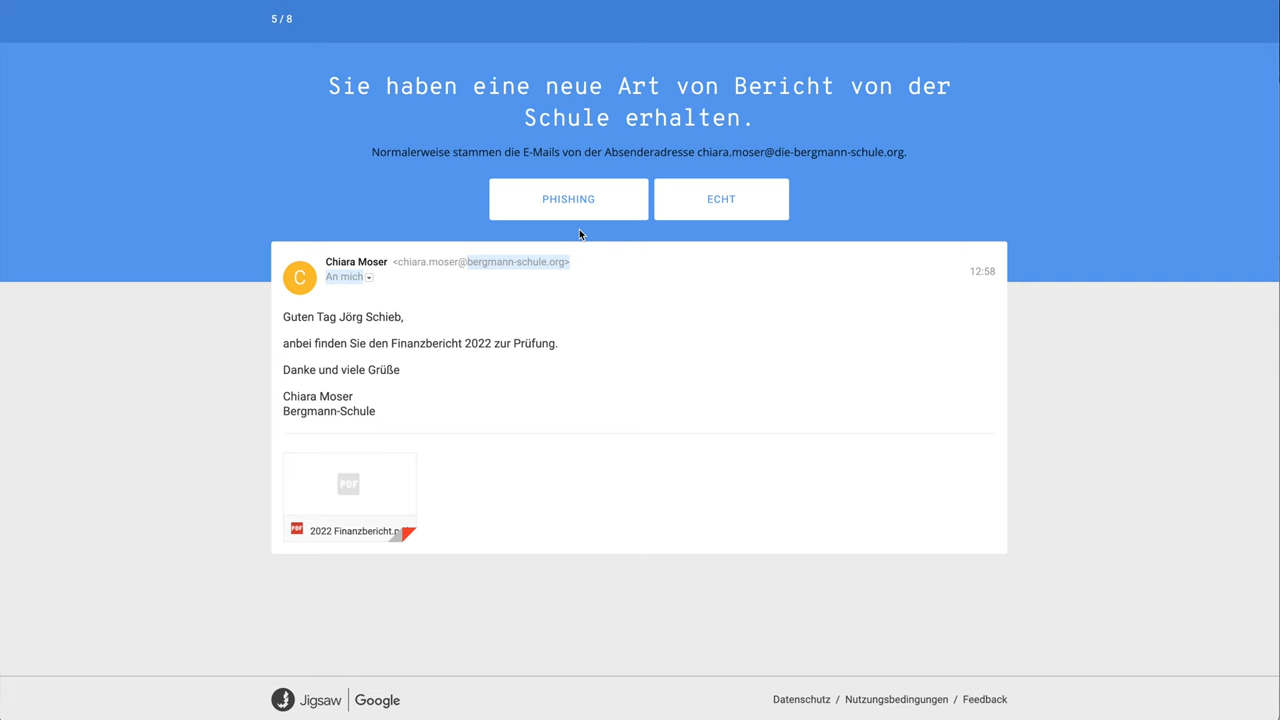 5 / 8
Sie haben eine neue Art von Bericht von der
Schule erhalten.
Normalerweise stammen die E-Mails von der Absenderadresse chiara.moser@die-bergmann-schule.org.
PHISHING
ECHT
C
Chiara Moser <chiara.moser@bergmann-schule.org>
An mich
12:58
Guten Tag Jörg Schieb,
anbei finden Sie den Finanzbericht 2022 zur Prüfung.
Danke und viele Grüße
Chiara Moser
Bergmann-Schule
PDF
PDF 2022 Finanzbericht.p
Jigsaw | Google
Datenschutz / Nutzungsbedingungen / Feedback